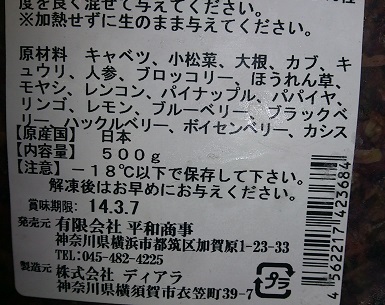 度を良く混ぜて与えてください。
※加熱せずに生のまま与えてください。
原材料 キャベツ、小松菜、大根、カブ、キ
ュウリ、人参、ブロッコリー、ほうれん草、
モヤシ、レンコン、パイナップル、パパイヤ、
リンゴ、レモン、ブルーベリー、ブラックベ
リー、ハックルベリー、ボイセンベリー、カシス
【原産国】 日本
【内容量】 500g
【注意】 －18℃以下で保存して下さい。
解凍後はお早めにお与えください。
賞味期限: 14.3.7
発売元 有限会社 平和商事
神奈川県横浜市都筑区加賀原1-23-33
TEL:045-482-4225
製造元 株式会社 ディアラ
神奈川県横須賀市衣笠町39-7
4562217423684
プラ